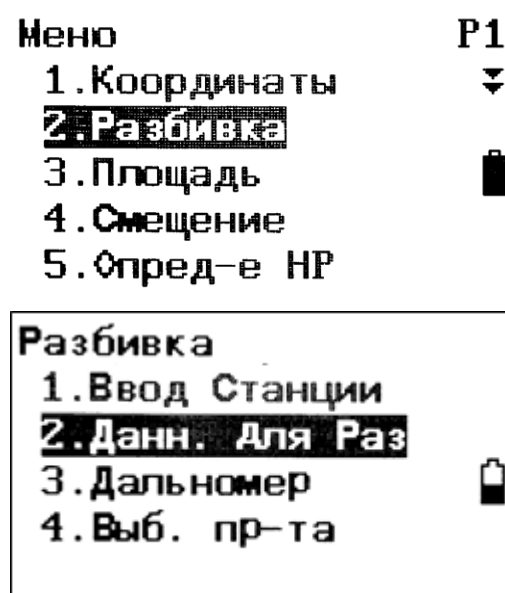 Меню P1
1.Координаты
2.Разбивка
3.Площадь
4.Смещение
5.Опред-е НР
Разбивка
1.Ввод Станции
2.Данн. Для Раз
3.Дальномер
4.Выб. пр-та